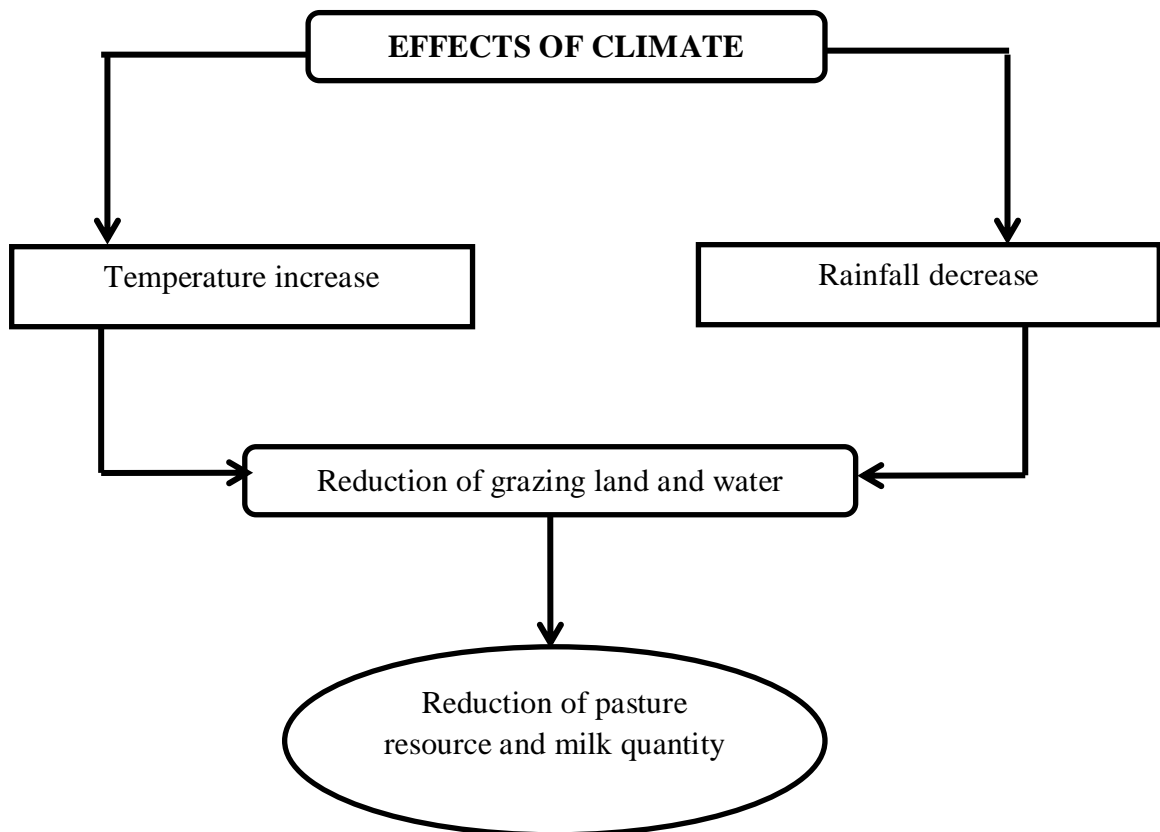 EFFECTS OF CLIMATE
Temperature increase
Rainfall decrease
Reduction of grazing land and water
Reduction of pasture
resource and milk quantity